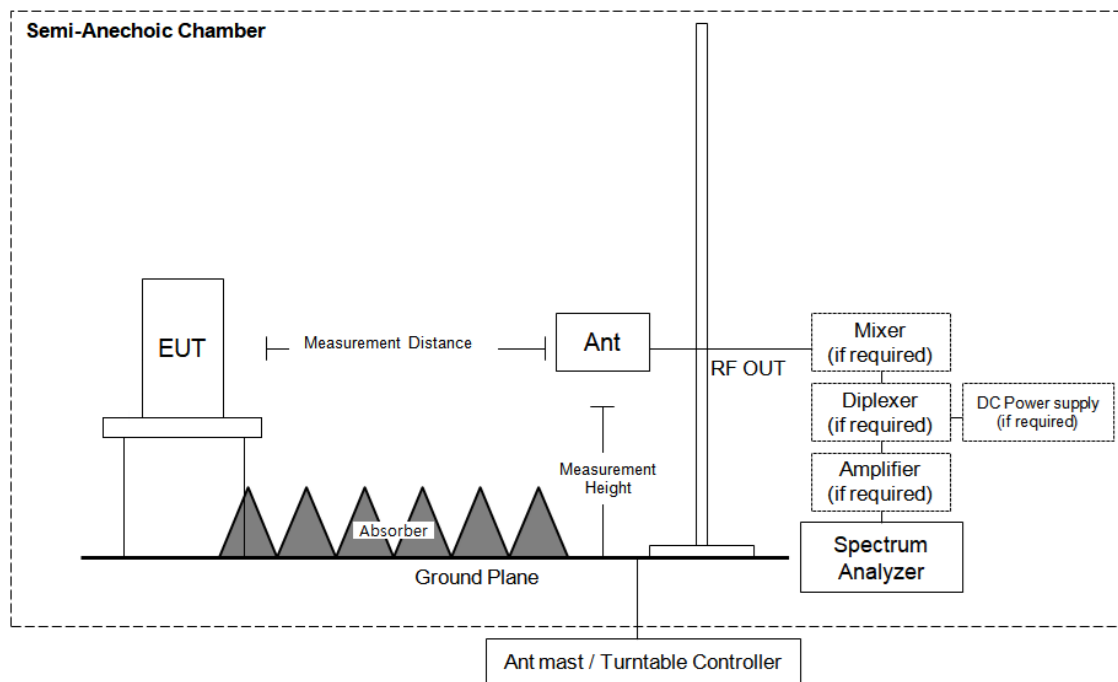 Semi-Anechoic Chamber
EUT
Measurement Distance
Ant
RF OUT
Mixer
(if required)
Diplexer
(if required)
DC Power supply
(if required)
Measurement
Height
Amplifier
(if required)
Absorber
Spectrum
Analyzer
Ground Plane
Ant mast / Turntable Controller